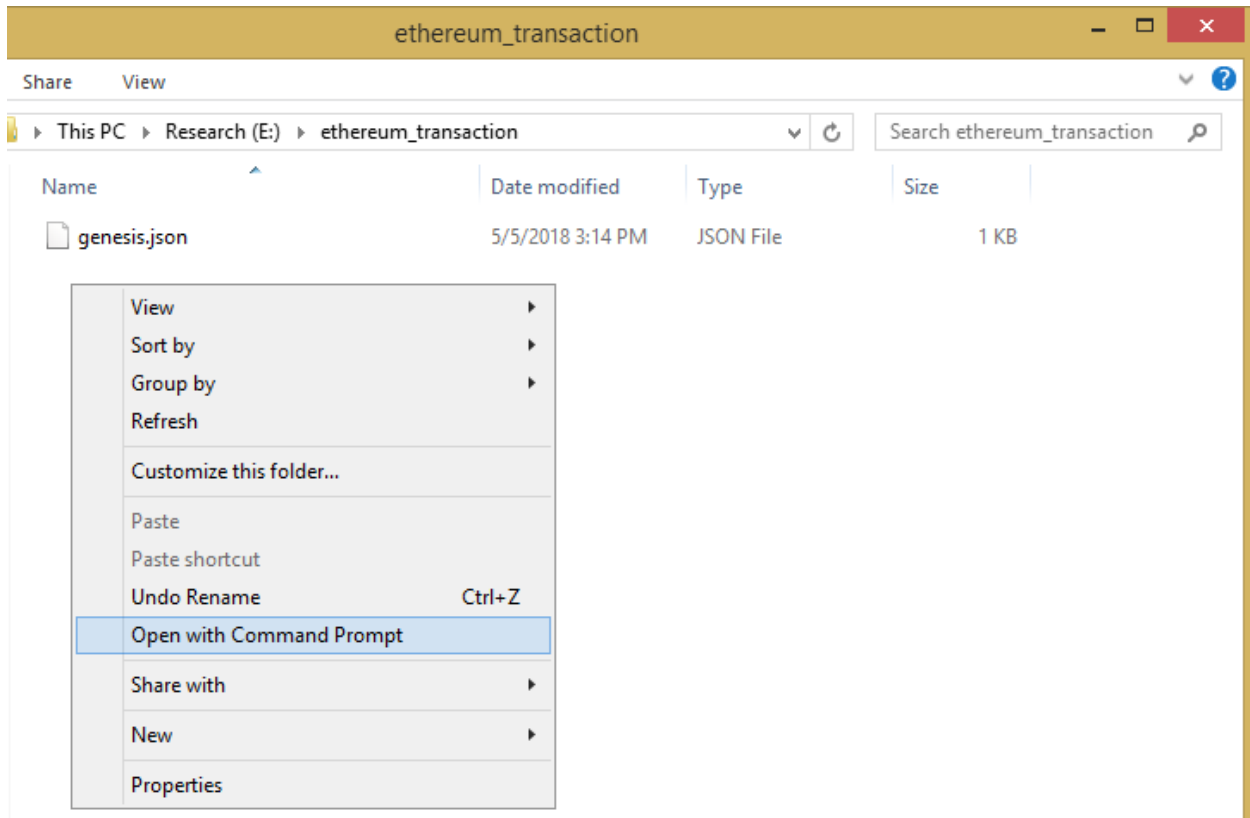 ethereum_transaction
Share View
This PC Research (E:) ethereum_transaction Search ethereum_transaction
Name Date modified Type Size
genesis.json 5/5/2018 3:14 PM JSON File 1 KB
View
Sort by
Group by
Refresh
Customize this folder...
Paste
Paste shortcut
Undo Rename Ctrl+Z
Open with Command Prompt
Share with
New
Properties